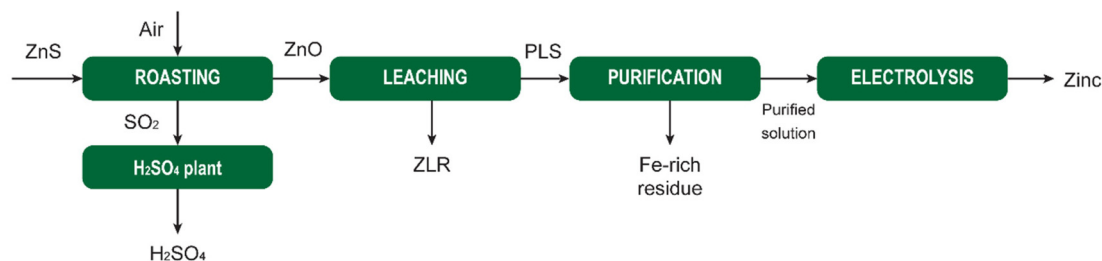 Air
ZnS
ZnO
PLS
ROASTING
LEACHING
PURIFICATION
ELECTROLYSIS
Zinc
SO₂
Purified
solution
H₂SO₄ plant
ZLR
Fe-rich
residue
H₂SO₄